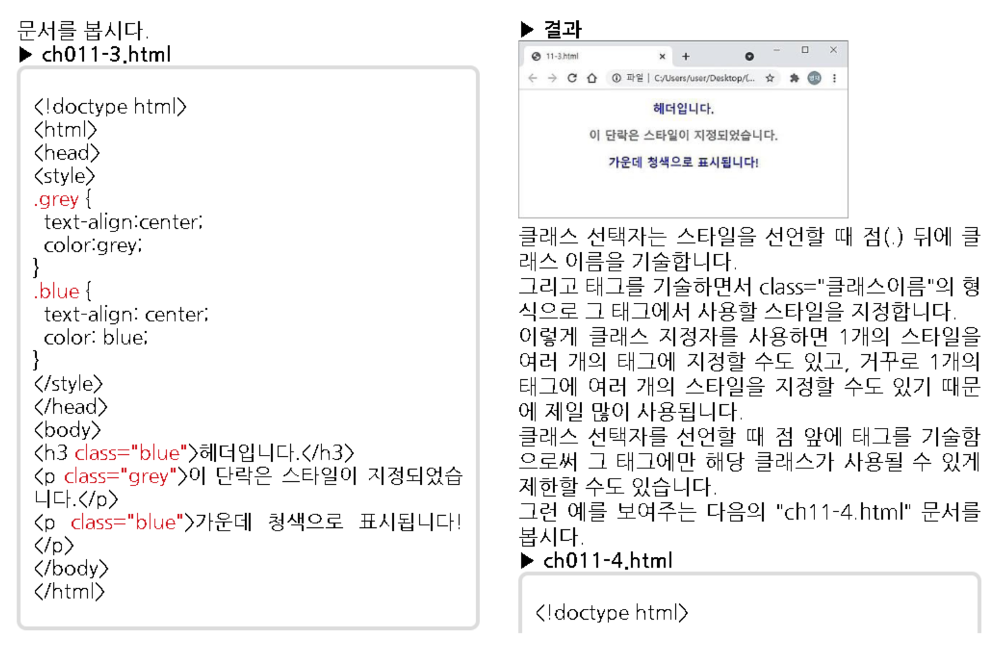 문서를 봅시다.
▶ ch011-3.html
<!doctype html>
<html>
<head>
<style>
.grey {
text-align:center;
color:grey;
}
.blue {
text-align: center;
color: blue;
}
</style>
</head>
<body>
<h3 class="blue">헤더입니다.</h3>
<p class="grey">이 단락은 스타일이 지정되었습
니다.</p>
<p class="blue">가운데 청색으로 표시됩니다!
</p>
</body>
</html>
▶ 결과
11-3.html
파일 | C:/Users/user/Desktop/(...
헤더입니다.
이 단락은 스타일이 지정되었습니다.
가운데 청색으로 표시됩니다!
클래스 선택자는 스타일을 선언할 때 점(.) 뒤에 클
래스 이름을 기술합니다.
그리고 태그를 기술하면서 class="클래스이름"의 형
식으로 그 태그에서 사용할 스타일을 지정합니다.
이렇게 클래스 지정자를 사용하면 1개의 스타일을
여러 개의 태그에 지정할 수도 있고, 거꾸로 1개의
태그에 여러 개의 스타일을 지정할 수도 있기 때문
에 제일 많이 사용됩니다.
클래스 선택자를 선언할 때 점 앞에 태그를 기술함
으로써 그 태그에만 해당 클래스가 사용될 수 있게
제한할 수도 있습니다.
그런 예를 보여주는 다음의 "ch11-4.html" 문서를
봅시다.
▶ ch011-4.html
<!doctype html>